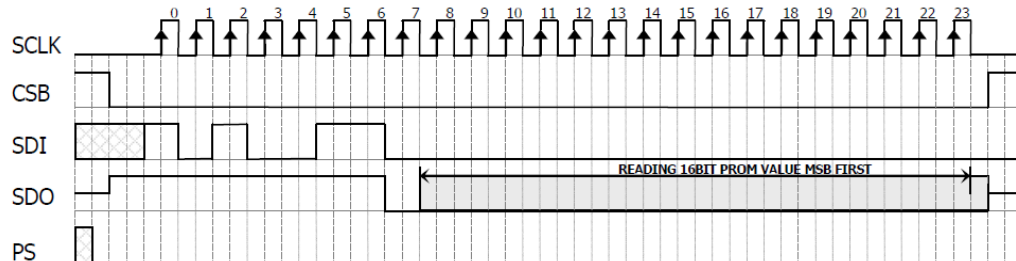 0 1 2 3 4 5 6 7 8 9 10 11 12 13 14 15 16 17 18 19 20 21 22 23
SCLK
CSB
SDI
READING 16BIT PROM VALUE MSB FIRST
SDO
PS